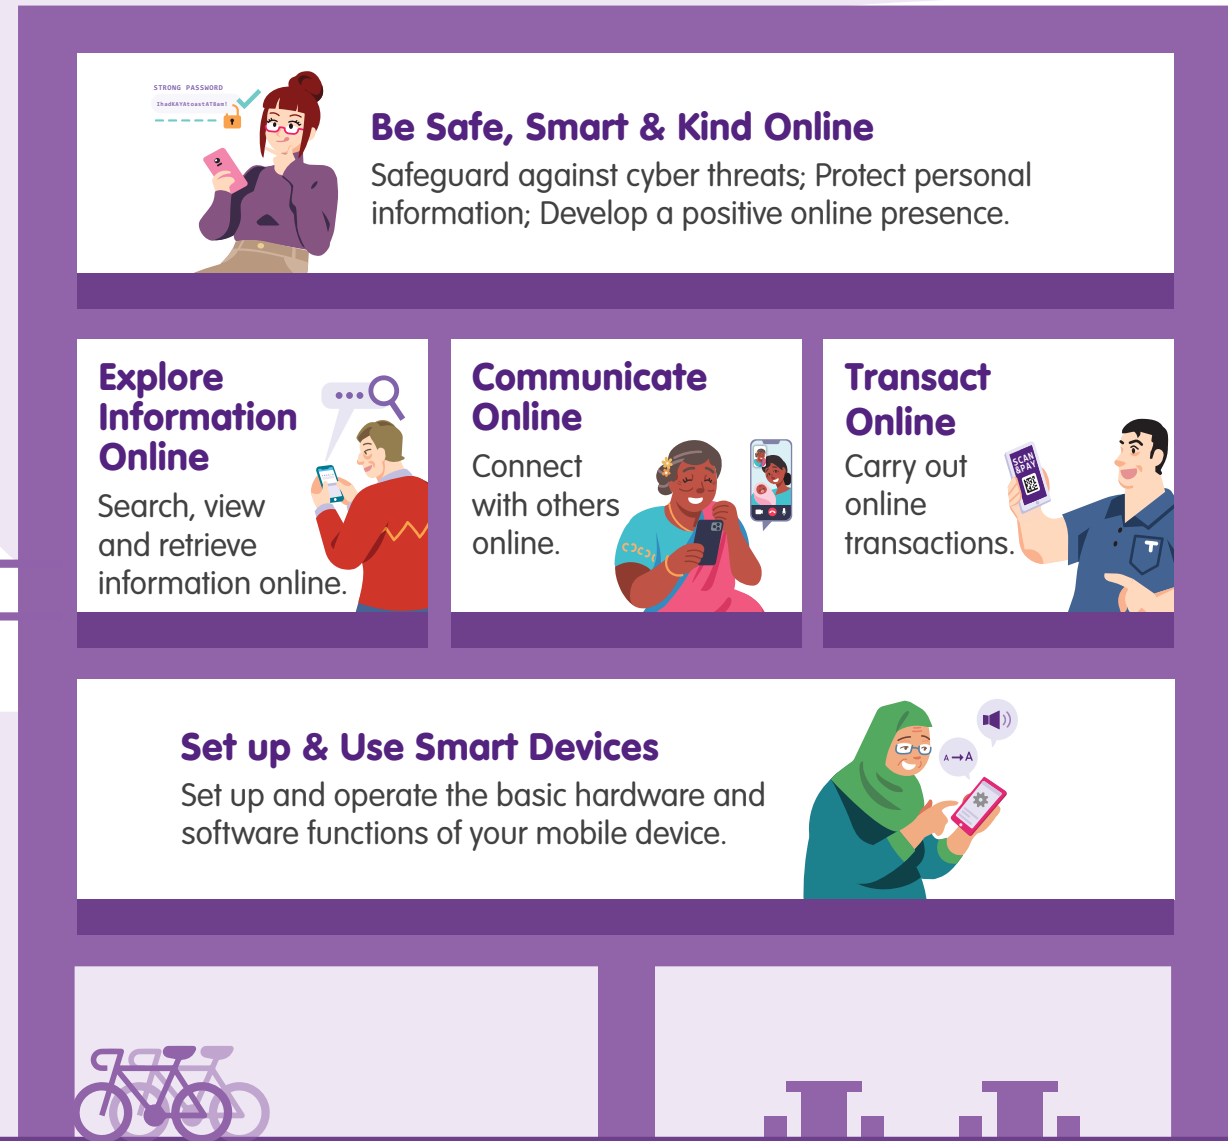 STRONG PASSWORD
IhadKAYAtoastAT8am!
Be Safe, Smart & Kind Online
Safeguard against cyber threats; Protect personal
information; Develop a positive online presence.
Explore
Information
Online
Search, view
and retrieve
information online.
Communicate
Online
Connect
with others
online.
Transact
Online
Carry out
online
transactions.
SCAN
&PAY
T
Set up & Use Smart Devices
Set up and operate the basic hardware and
software functions of your mobile device.
A→A